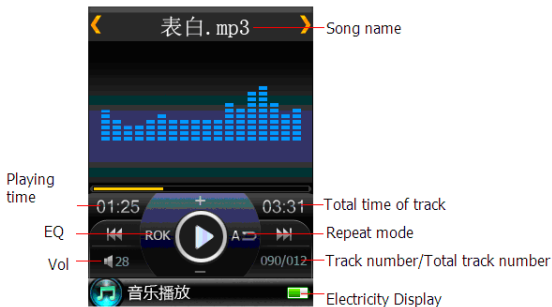 表白.mp3
Song name
Playing time
01:25
03:31
Total time of track
EQ
ROK
A
Repeat mode
Vol
28
090/012
Track number/Total track number
音乐播放
Electricity Display